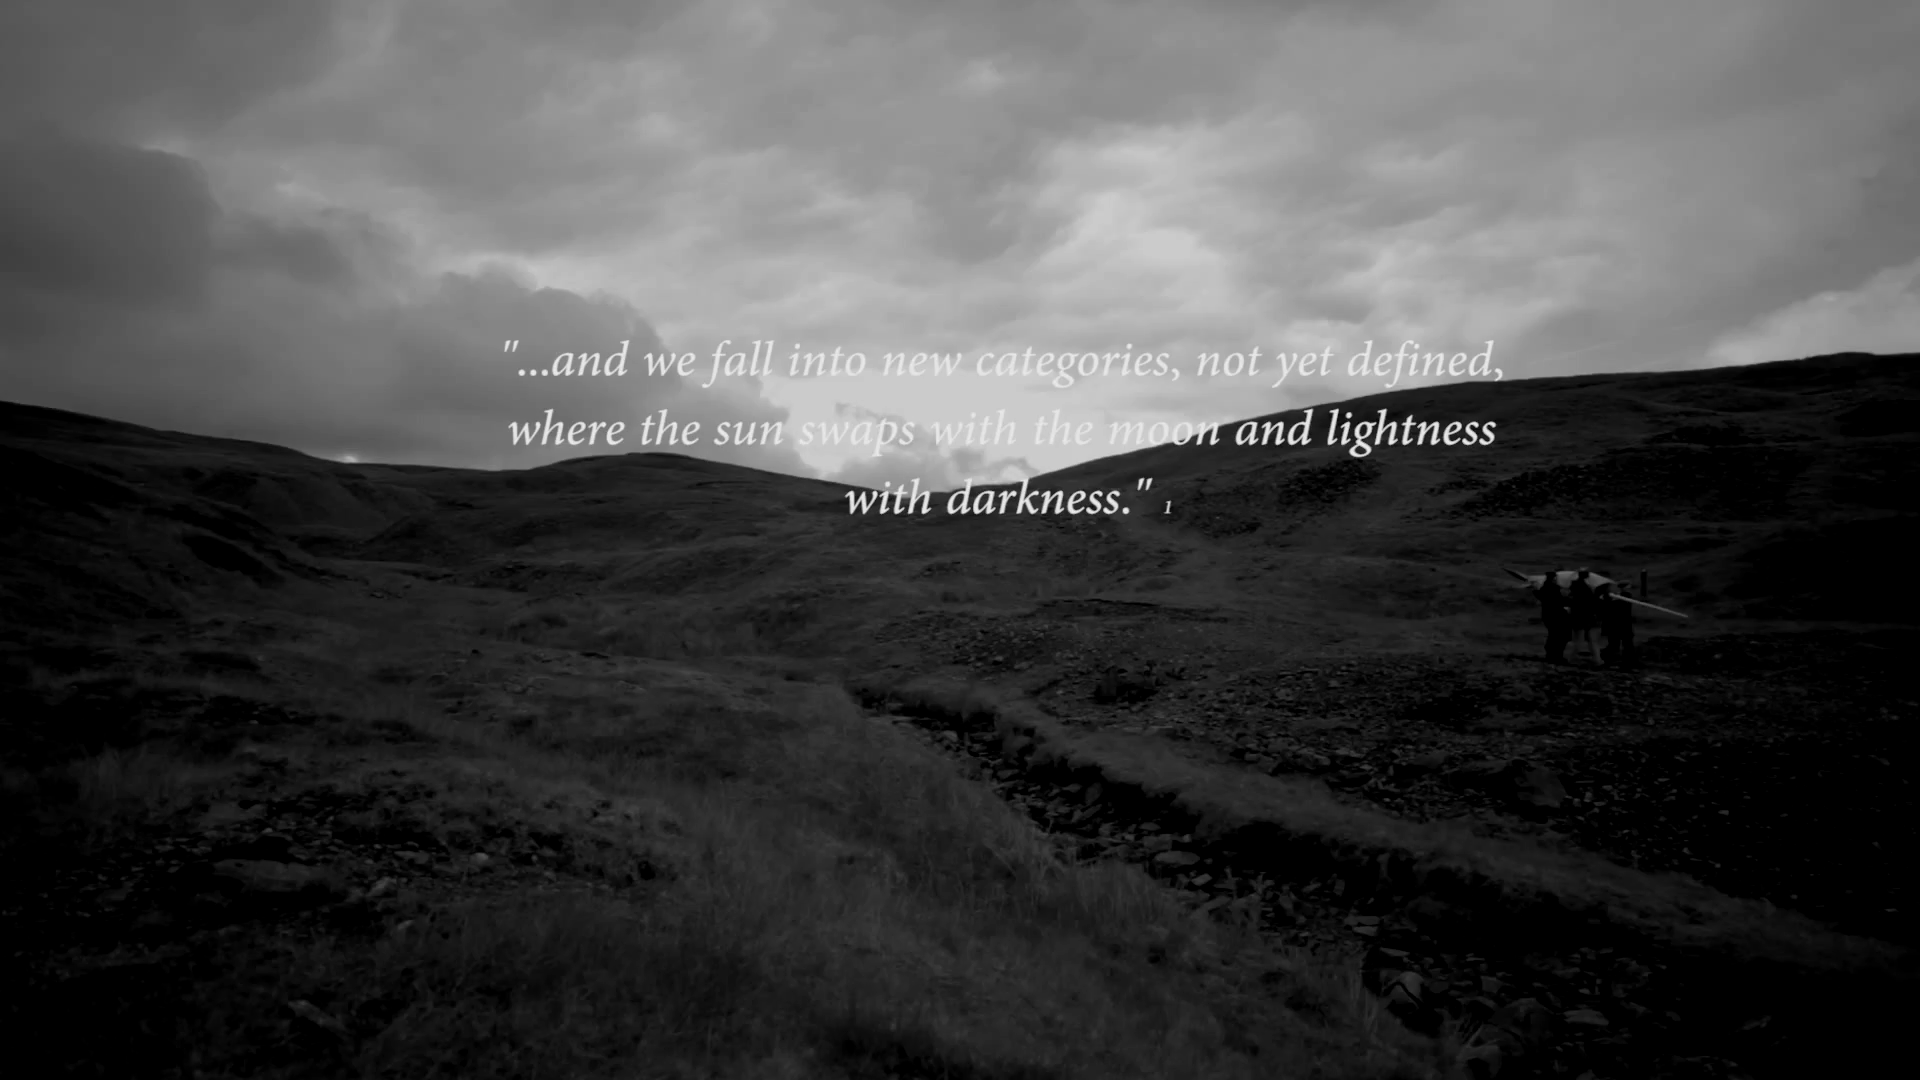 "...and we fall into new categories, not yet defined,
where the sun swaps with the moon and lightness
with darkness." 1